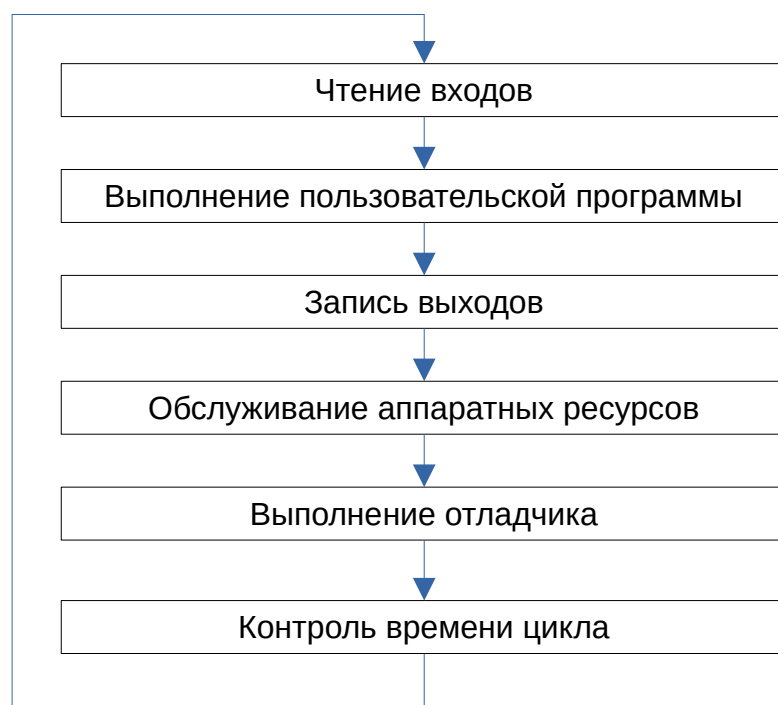 Чтение входов
Выполнение пользовательской программы
Запись выходов
Обслуживание аппаратных ресурсов
Выполнение отладчика
Контроль времени цикла